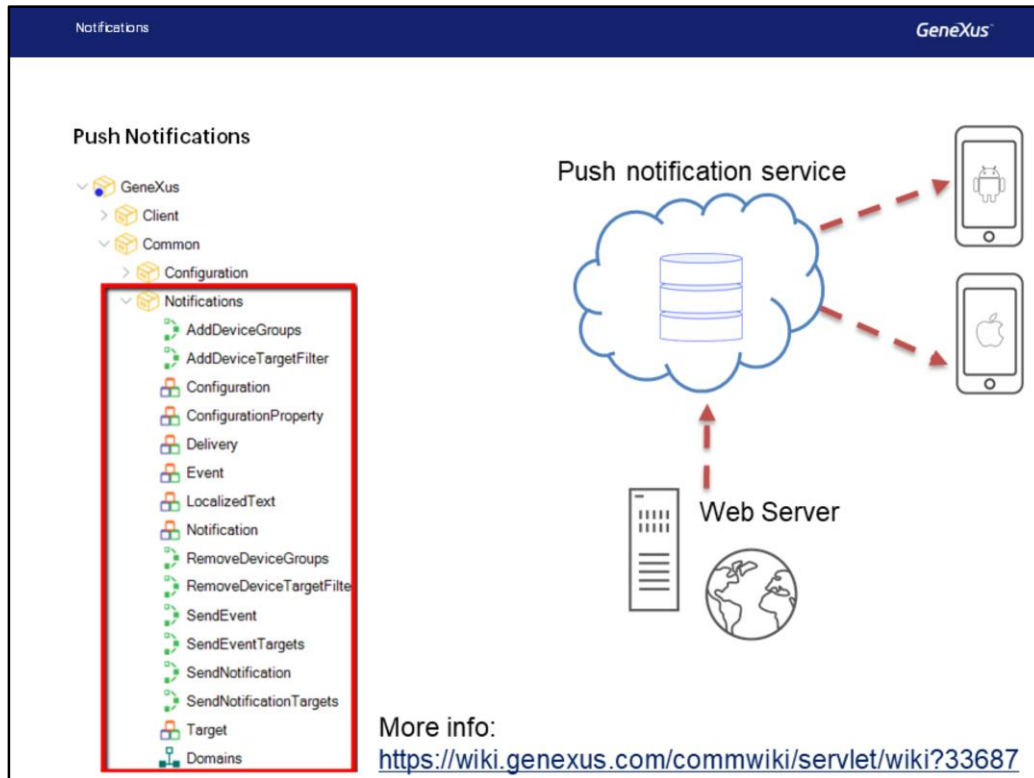 Notifications
GeneXus™
Push Notifications
GeneXus
Client
Common
Configuration
Notifications
AddDeviceGroups
AddDeviceTargetFilter
Configuration
ConfigurationProperty
Delivery
Event
LocalizedText
Notification
RemoveDeviceGroups
RemoveDeviceTargetFilte
SendEvent
SendEventTargets
SendNotification
SendNotificationTargets
Target
Domains
Push notification service
Web Server
More info:
https://wiki.genexus.com/commwiki/servlet/wiki?33687